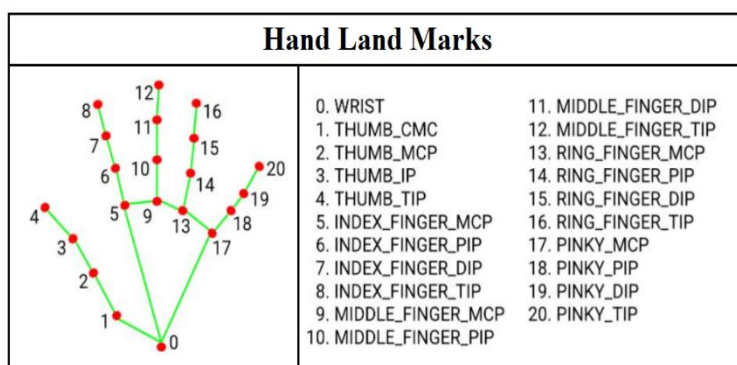 Hand Land Marks
12
8
16
11
7
15
20
10
6
14
19
4
5
9
13
18
3
17
2
1
0
0. WRIST
1. THUMB_CMC
2. THUMB_MCP
3. THUMB_IP
4. THUMB_TIP
5. INDEX_FINGER_MCP
6. INDEX_FINGER_PIP
7. INDEX_FINGER_DIP
8. INDEX_FINGER_TIP
9. MIDDLE_FINGER_MCP
10. MIDDLE_FINGER_PIP
11. MIDDLE_FINGER_DIP
12. MIDDLE_FINGER_TIP
13. RING_FINGER_MCP
14. RING_FINGER_PIP
15. RING_FINGER_DIP
16. RING_FINGER_TIP
17. PINKY_MCP
18. PINKY_PIP
19. PINKY_DIP
20. PINKY_TIP